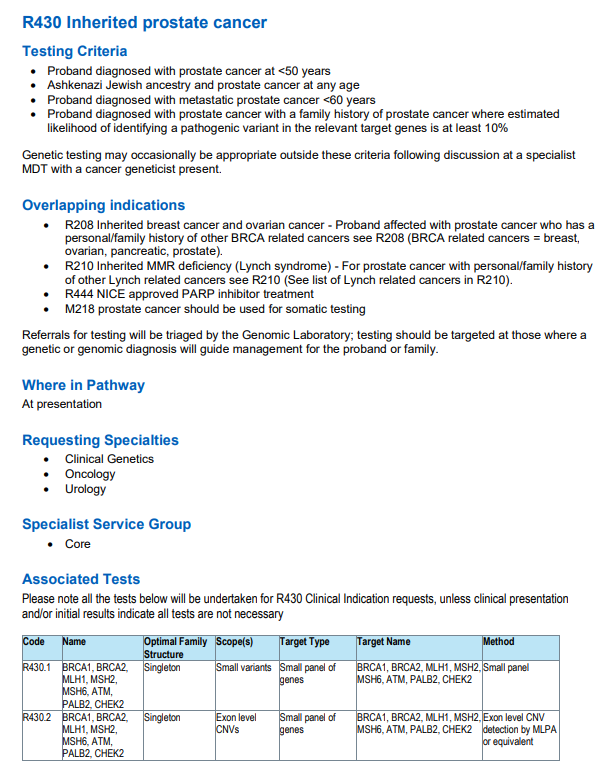 R430 Inherited prostate cancer
Testing Criteria
• Proband diagnosed with prostate cancer at <50 years
• Ashkenazi Jewish ancestry and prostate cancer at any age
• Proband diagnosed with metastatic prostate cancer <60 years
• Proband diagnosed with prostate cancer with a family history of prostate cancer where estimated
likelihood of identifying a pathogenic variant in the relevant target genes is at least 10%
Genetic testing may occasionally be appropriate outside these criteria following discussion at a specialist
MDT with a cancer geneticist present.
Overlapping indications
• R208 Inherited breast cancer and ovarian cancer - Proband affected with prostate cancer who has a
personal/family history of other BRCA related cancers see R208 (BRCA related cancers = breast,
ovarian, pancreatic, prostate).
• R210 Inherited MMR deficiency (Lynch syndrome) - For prostate cancer with personal/family history
of other Lynch related cancers see R210 (See list of Lynch related cancers in R210).
• R444 NICE approved PARP inhibitor treatment
• M218 prostate cancer should be used for somatic testing
Referrals for testing will be triaged by the Genomic Laboratory; testing should be targeted at those where a
genetic or genomic diagnosis will guide management for the proband or family.
Where in Pathway
At presentation
Requesting Specialties
• Clinical Genetics
• Oncology
• Urology
Specialist Service Group
• Core
Associated Tests
Please note all the tests below will be undertaken for R430 Clinical Indication requests, unless clinical presentation
and/or initial results indicate all tests are not necessary
Code Name Optimal Family Scope(s) Target Type Target Name Method
Structure
R430.1 BRCA1, BRCA2, Singleton Small variants Small panel of BRCA1, BRCA2, MLH1, MSH2, Small panel
MLH1, MSH2, genes MSH6, ATM, PALB2, CHEK2
MSH6, ATM,
PALB2, CHEK2
R430.2 BRCA1, BRCA2, Singleton Exon level Small panel of BRCA1, BRCA2, MLH1, MSH2, Exon level CNV
MLH1, MSH2, CNVs genes MSH6, ATM, PALB2, CHEK2 detection by MLPA
MSH6, ATM, or equivalent
PALB2, CHEK2